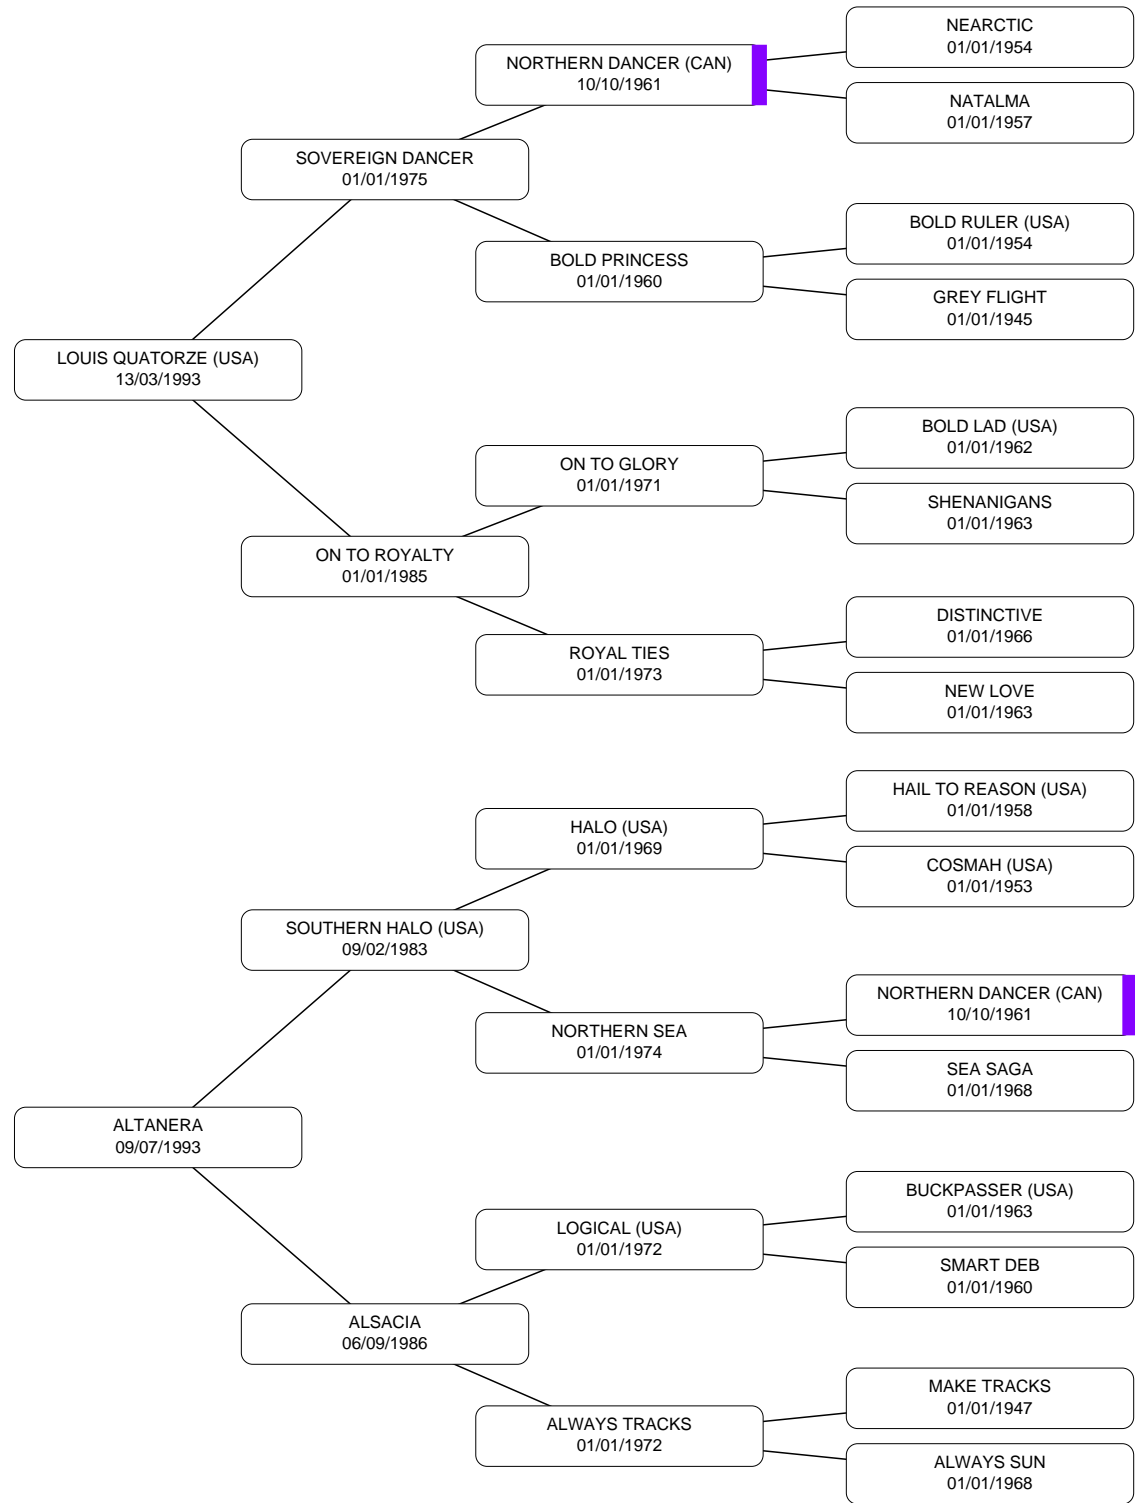 NEARCTIC
01/01/1954
NORTHERN DANCER (CAN)
10/10/1961
NATALMA
01/01/1957
SOVEREIGN DANCER
01/01/1975
BOLD RULER (USA)
01/01/1954
BOLD PRINCESS
01/01/1960
GREY FLIGHT
01/01/1945
LOUIS QUATORZE (USA)
13/03/1993
BOLD LAD (USA)
01/01/1962
ON TO GLORY
01/01/1971
SHENANIGANS
01/01/1963
ON TO ROYALTY
01/01/1985
DISTINCTIVE
01/01/1966
ROYAL TIES
01/01/1973
NEW LOVE
01/01/1963
HAIL TO REASON (USA)
01/01/1958
HALO (USA)
01/01/1969
COSMAH (USA)
01/01/1953
SOUTHERN HALO (USA)
09/02/1983
NORTHERN DANCER (CAN)
10/10/1961
NORTHERN SEA
01/01/1974
SEA SAGA
01/01/1968
ALTANERA
09/07/1993
BUCKPASSER (USA)
01/01/1963
LOGICAL (USA)
01/01/1972
SMART DEB
01/01/1960
ALSACIA
06/09/1986
MAKE TRACKS
01/01/1947
ALWAYS TRACKS
01/01/1972
ALWAYS SUN
01/01/1968